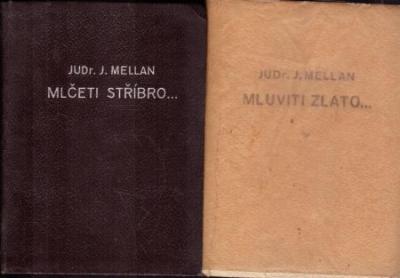 JUDr. J. MELLAN
MLČETI STŘÍBRO...
JUDr. J. MELLAN
MLUVITI ZLATO...